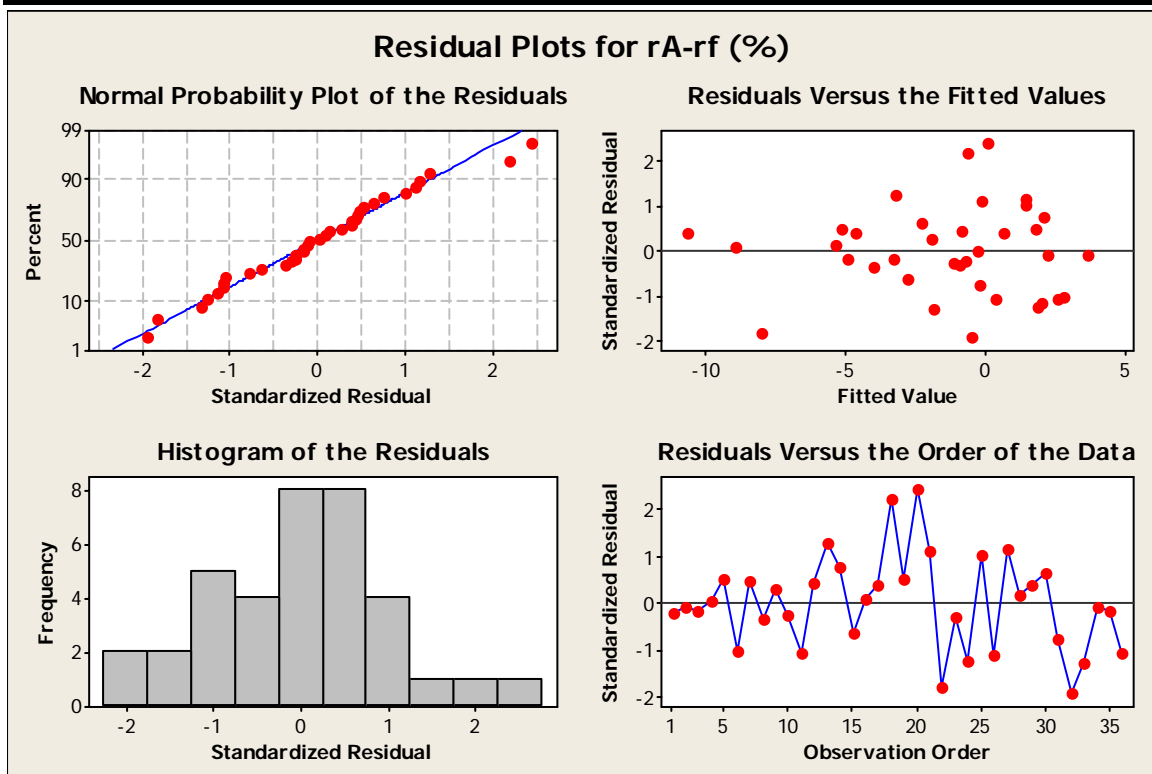 Residual Plots for rA-rf (%)
Normal Probability Plot of the Residuals
99
90
50
10
1
Percent
-2 -1 0 1 2
Standardized Residual
Residuals Versus the Fitted Values
2
1
0
-1
-2
Standardized Residual
-10 -5 0 5
Fitted Value
Histogram of the Residuals
8
6
4
2
0
Frequency
-2 -1 0 1 2
Standardized Residual
Residuals Versus the Order of the Data
2
1
0
-1
-2
Standardized Residual
1 5 10 15 20 25 30 35
Observation Order